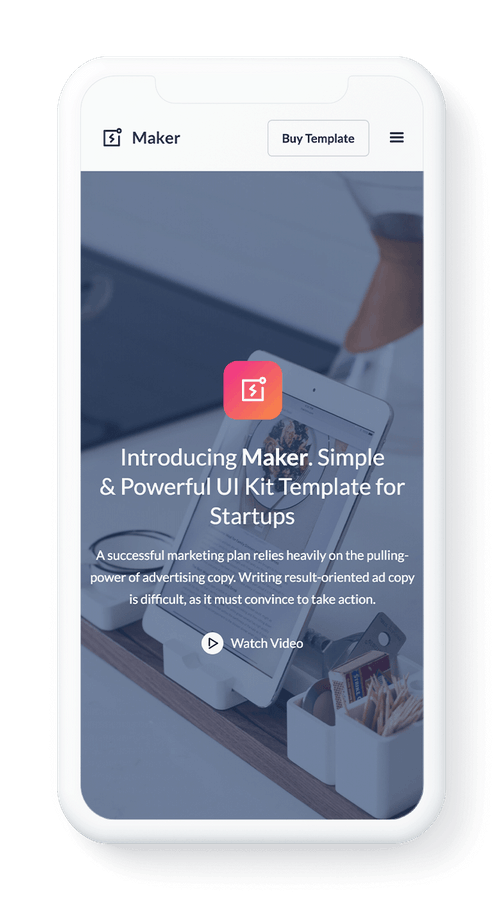 Maker
Buy Template
Introducing Maker. Simple
& Powerful UI Kit Template for
Startups
A successful marketing plan relies heavily on the pulling-
power of advertising copy. Writing result-oriented ad copy
is difficult, as it must convince to take action.
Watch Video